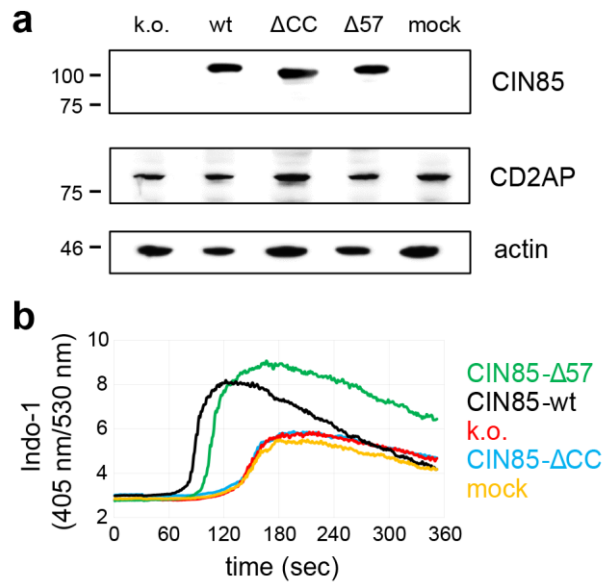 a
k.o. wt ΔCC Δ57 mock
100
75
CIN85
75
CD2AP
46
actin
b
Indo-1
(405 nm/530 nm)
10
8
6
4
2
0 60 120 180 240 300 360
time (sec)
CIN85-Δ57
CIN85-wt
k.o.
CIN85-ΔCC
mock